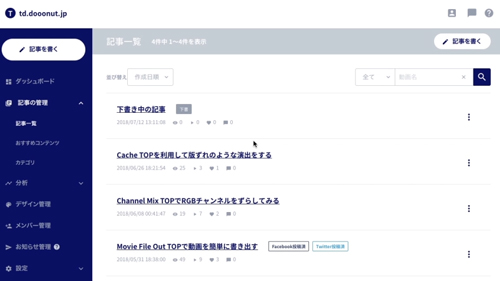 T td.dooonut.jp
記事を書く
ダッシュボード
記事の管理
記事一覧
おすすめコンテンツ
カテゴリ
分析
デザイン管理
メンバー管理
お知らせ管理
設定
記事一覧 4件中 1〜4件を表示
記事を書く
並び替え 作成日順
全て 動画名
下書き中の記事 下書
2018/07/12 13:11:06 0 0 0 0
Cache TOPを利用して版ずれのような演出をする
2018/06/26 16:21:54 25 3 1 0
Channel Mix TOPでRGBチャンネルをずらしてみる
2018/06/08 00:41:47 19 7 2 0
Movie File Out TOPで動画を簡単に書き出す Facebook投稿済 Twitter投稿済
2018/05/31 16:39:00 49 9 3 0